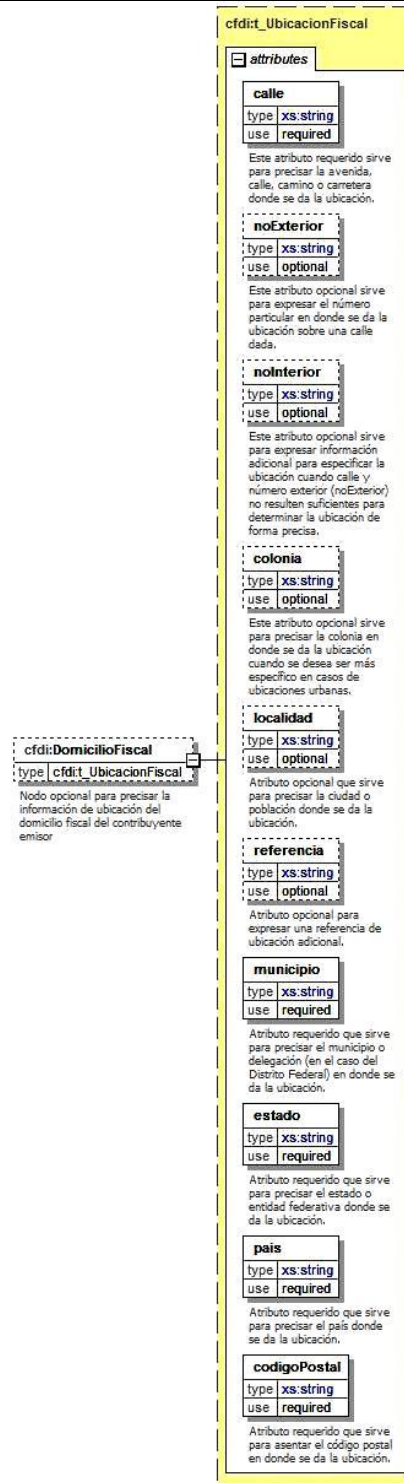 cfdi:t_UbicacionFiscal
attributes
calle
type xs:string
use required
Este atributo requerido sirve
para precisar la avenida,
calle, camino o carretera
donde se da la ubicación.
noExterior
type xs:string
use optional
Este atributo opcional sirve
para expresar el número
particular en donde se da la
ubicación sobre una calle
dada.
noInterior
type xs:string
use optional
Este atributo opcional sirve
para expresar información
adicional para especificar la
ubicación cuando calle y
número exterior (noExterior)
no resulten suficientes para
determinar la ubicación de
forma precisa.
colonia
type xs:string
use optional
Este atributo opcional sirve
para precisar la colonia en
donde se da la ubicación
cuando se desea ser más
específico en casos de
ubicaciones urbanas.
localidad
type xs:string
use optional
Atributo opcional que sirve
para precisar la ciudad o
población donde se da la
ubicación.
cfdi:DomicilioFiscal
type cfdi:t_UbicacionFiscal
Nodo opcional para precisar la
información de ubicación del
domicilio fiscal del contribuyente
emisor
referencia
type xs:string
use optional
Atributo opcional para
expresar una referencia de
ubicación adicional.
municipio
type xs:string
use required
Atributo requerido que sirve
para precisar el municipio o
delegación (en el caso del
Distrito Federal) en donde se
da la ubicación.
estado
type xs:string
use required
Atributo requerido que sirve
para precisar el estado o
entidad federativa donde se
da la ubicación.
pais
type xs:string
use required
Atributo requerido que sirve
para precisar el país donde
se da la ubicación.
codigoPostal
type xs:string
use required
Atributo requerido que sirve
para asentar el código postal
en donde se da la ubicación.